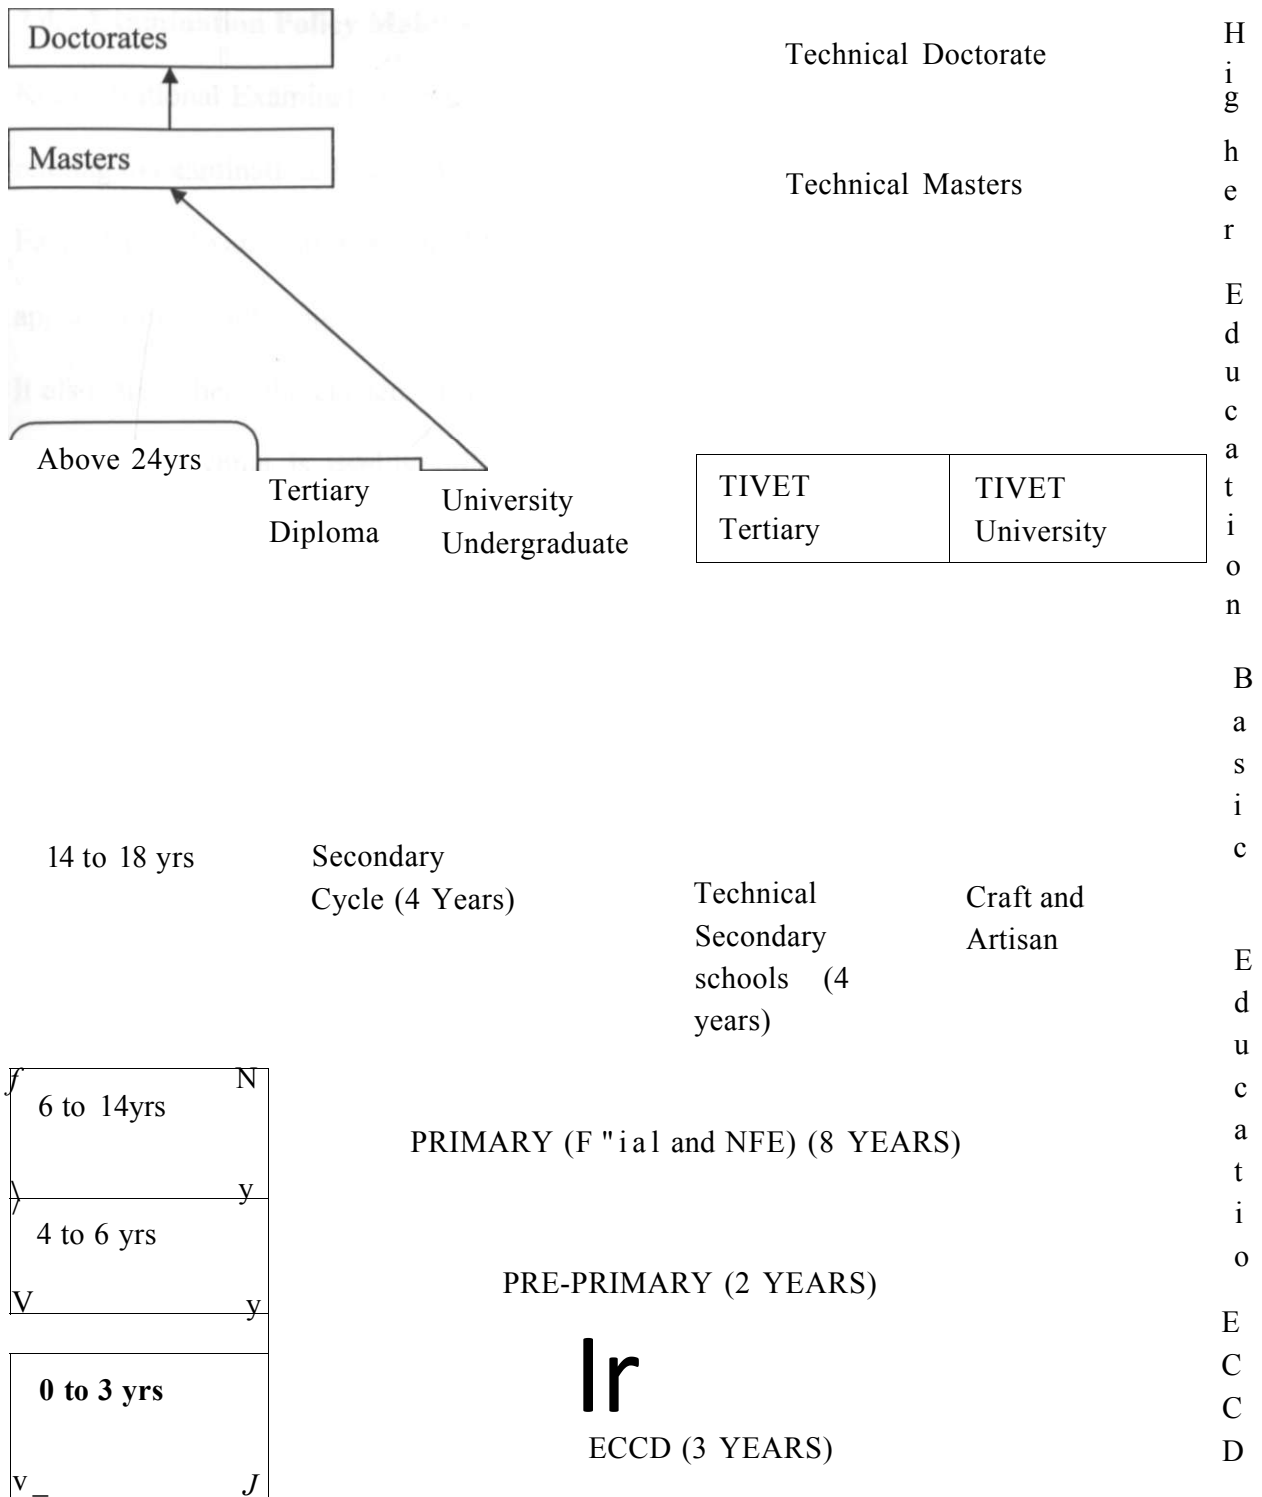 Doctorates
Technical Doctorate
Masters
Technical Masters
Higher Education
Above 24yrs
Tertiary
Diploma
University
Undergraduate
TIVET
Tertiary
TIVET
University
Basic Educatio
14 to 18 yrs
Secondary
Cycle (4 Years)
Technical
Secondary
schools (4
years)
Craft and
Artisan
f N
6 to 14yrs
PRIMARY (F "ial and NFE) (8 YEARS)
\ y
4 to 6 yrs
PRE-PRIMARY (2 YEARS)
V y
lr
0 to 3 yrs
ECCD (3 YEARS)
v_ J
ECCD